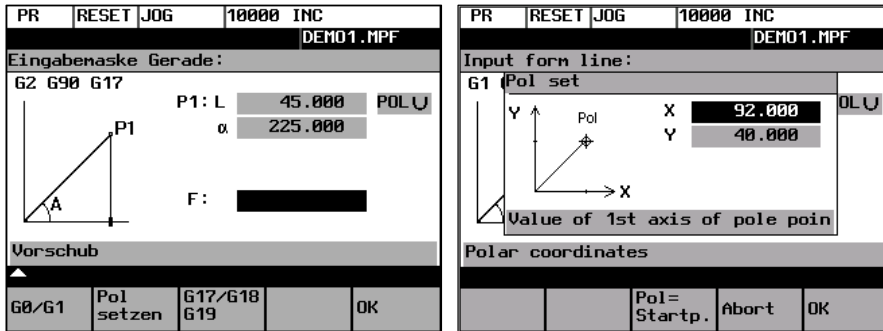 PR RESET JOG 10000 INC
DEMO1.MPF
Eingabemaske Gerade:
G2 G90 G17
P1: L 45.000 POL
α 225.000
P1
A
F:
Vorschub
G0/G1 Pol setzen G17/G18 G19 OK
PR RESET JOG 10000 INC
DEMO1.MPF
Input form line:
G1
Pol set
OL
Y Pol X 92.000
Y 40.000
X
Value of 1st axis of pole poin
Polar coordinates
Pol= Startp. Abort OK